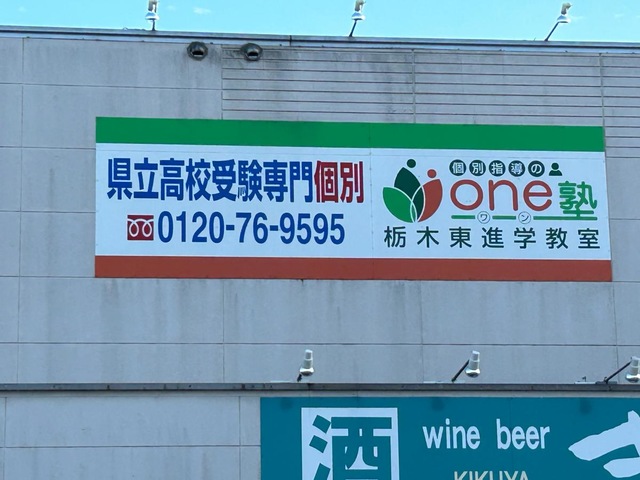 県立高校受験専門個別
0120-76-9595
個別指導の
one塾
ワン
栃木東進学教室
酒
wine beer
KIKUYA